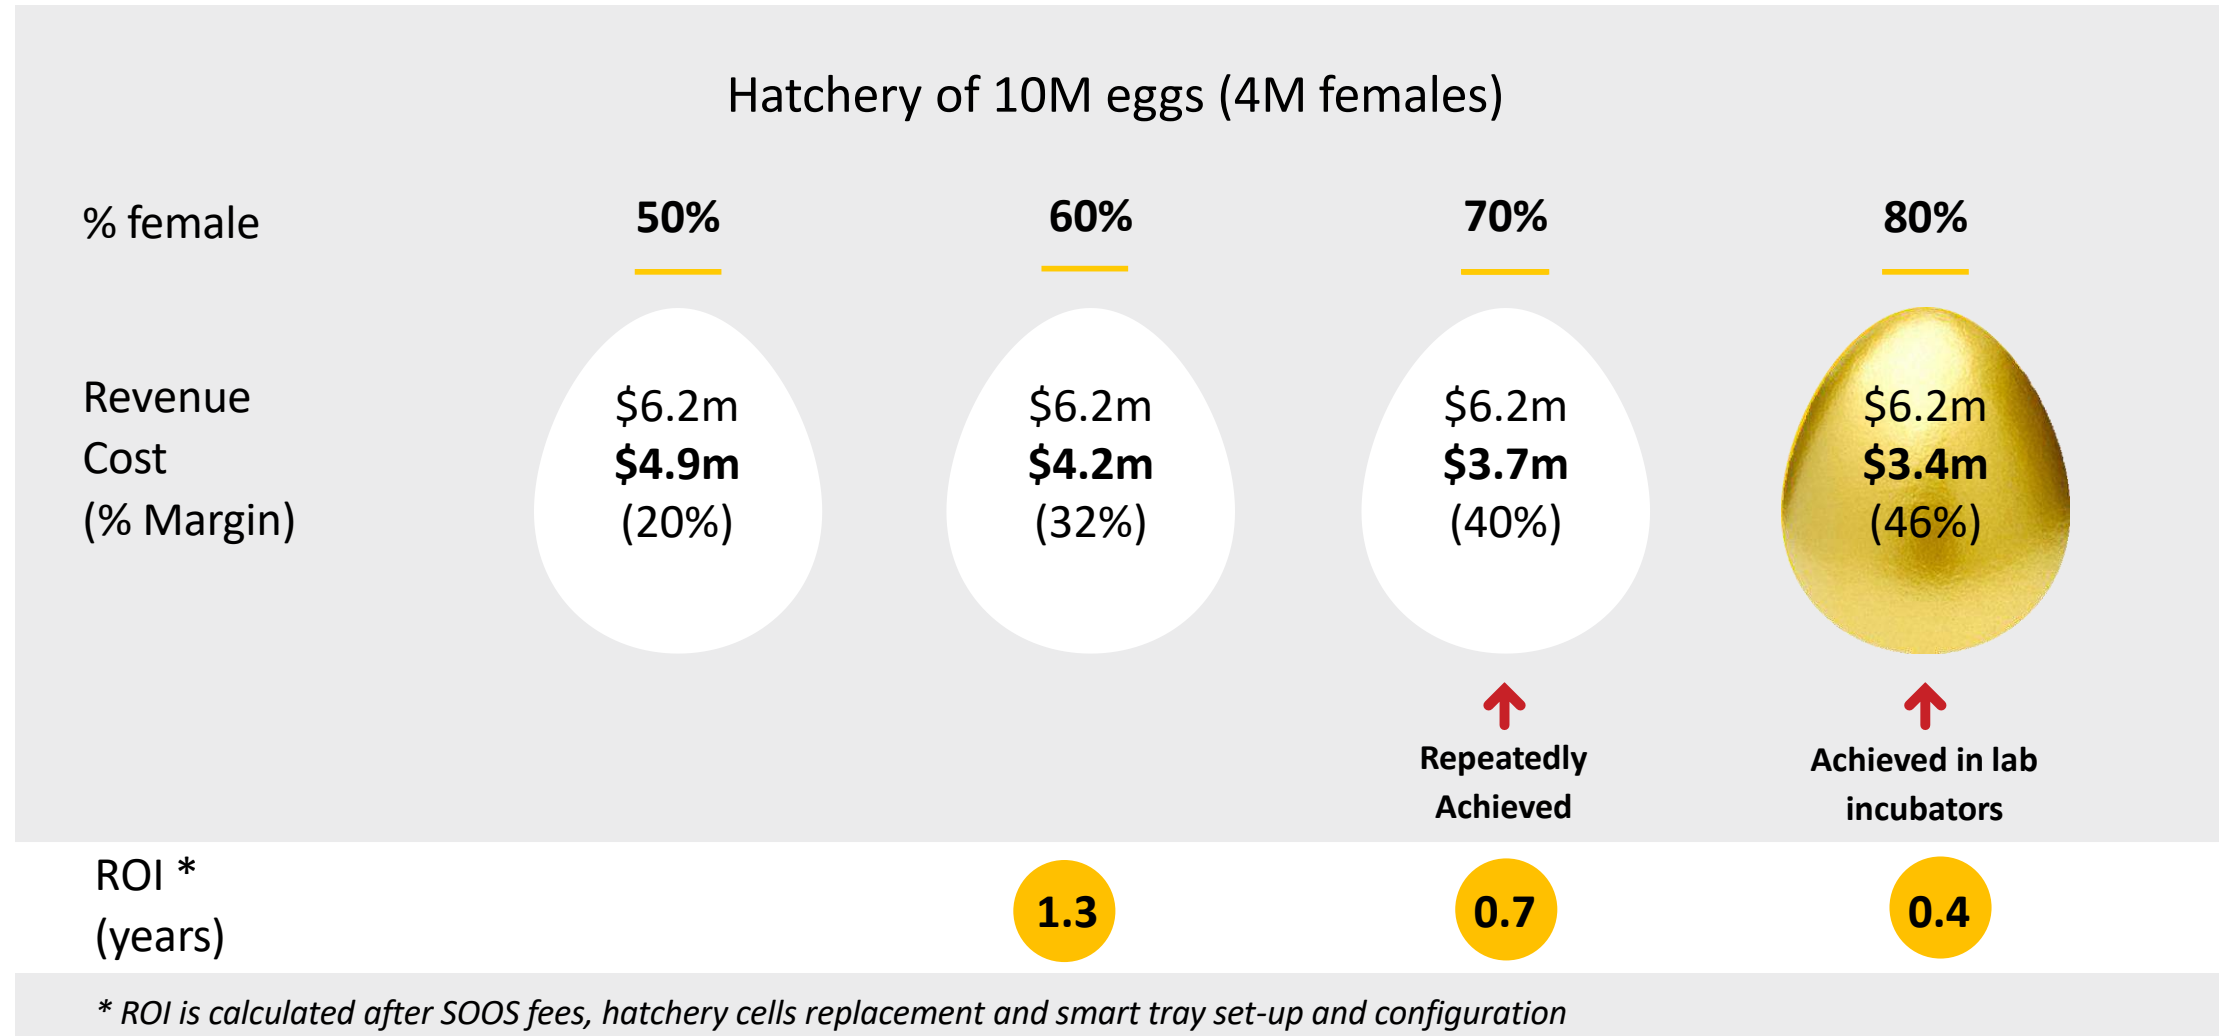 Hatchery of 10M eggs (4M females)
% female 50% 60% 70% 80%
Revenue $6.2m $6.2m $6.2m $6.2m
Cost $4.9m $4.2m $3.7m $3.4m
(% Margin) (20%) (32%) (40%) (46%)
Repeatedly Achieved in lab
Achieved incubators
ROI *
(years) 1.3 0.7 0.4
* ROI is calculated after SOOS fees, hatchery cells replacement and smart tray set-up and configuration